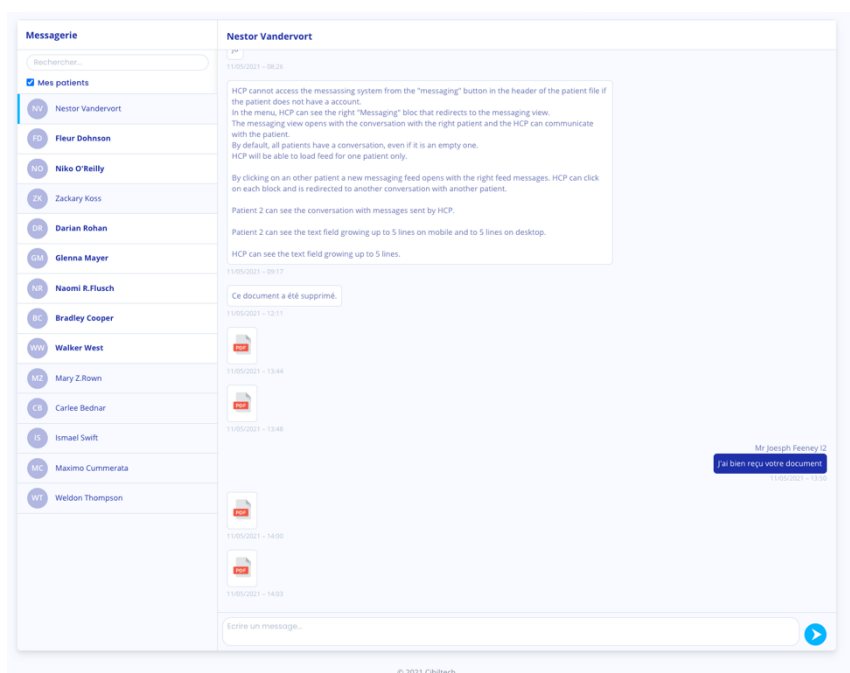 Messagerie
Rechercher...
Mes patients
NV Nestor Vandervort
FD Fleur Dohnson
NO Niko O'Reilly
ZK Zackary Koss
DR Darian Rohan
GM Glenna Mayer
NR Naomi R.Flusch
BC Bradley Cooper
WW Walker West
MZ Mary Z.Rown
CB Carlee Bednar
IS Ismael Swift
MC Maximo Cummerata
WT Weldon Thompson
Nestor Vandervort
11/05/2021 – 08:26
HCP cannot access the messassing system from the "messaging" button in the header of the patient file if
the patient does not have a account.
In the menu, HCP can see the right "Messaging" bloc that redirects to the messaging view.
The messaging view opens with the conversation with the right patient and the HCP can communicate
with the patient.
By default, all patients have a conversation, even if it is an empty one.
HCP will be able to load feed for one patient only.
By clicking on an other patient a new messaging feed opens with the right feed messages. HCP can click
on each block and is redirected to another conversation with another patient.
Patient 2 can see the conversation with messages sent by HCP.
Patient 2 can see the text field growing up to 5 lines on mobile and to 5 lines on desktop.
HCP can see the text field growing up to 5 lines.
11/05/2021 – 09:17
Ce document a été supprimé.
11/05/2021 – 12:11
PDF
11/05/2021 – 13:44
PDF
11/05/2021 – 13:46
Mr Joesph Feeney I2
J'ai bien reçu votre document
11/05/2021 – 13:50
PDF
11/05/2021 – 14:00
PDF
11/05/2021 – 14:03
Ecrire un message...
© 2021 Cibiltech